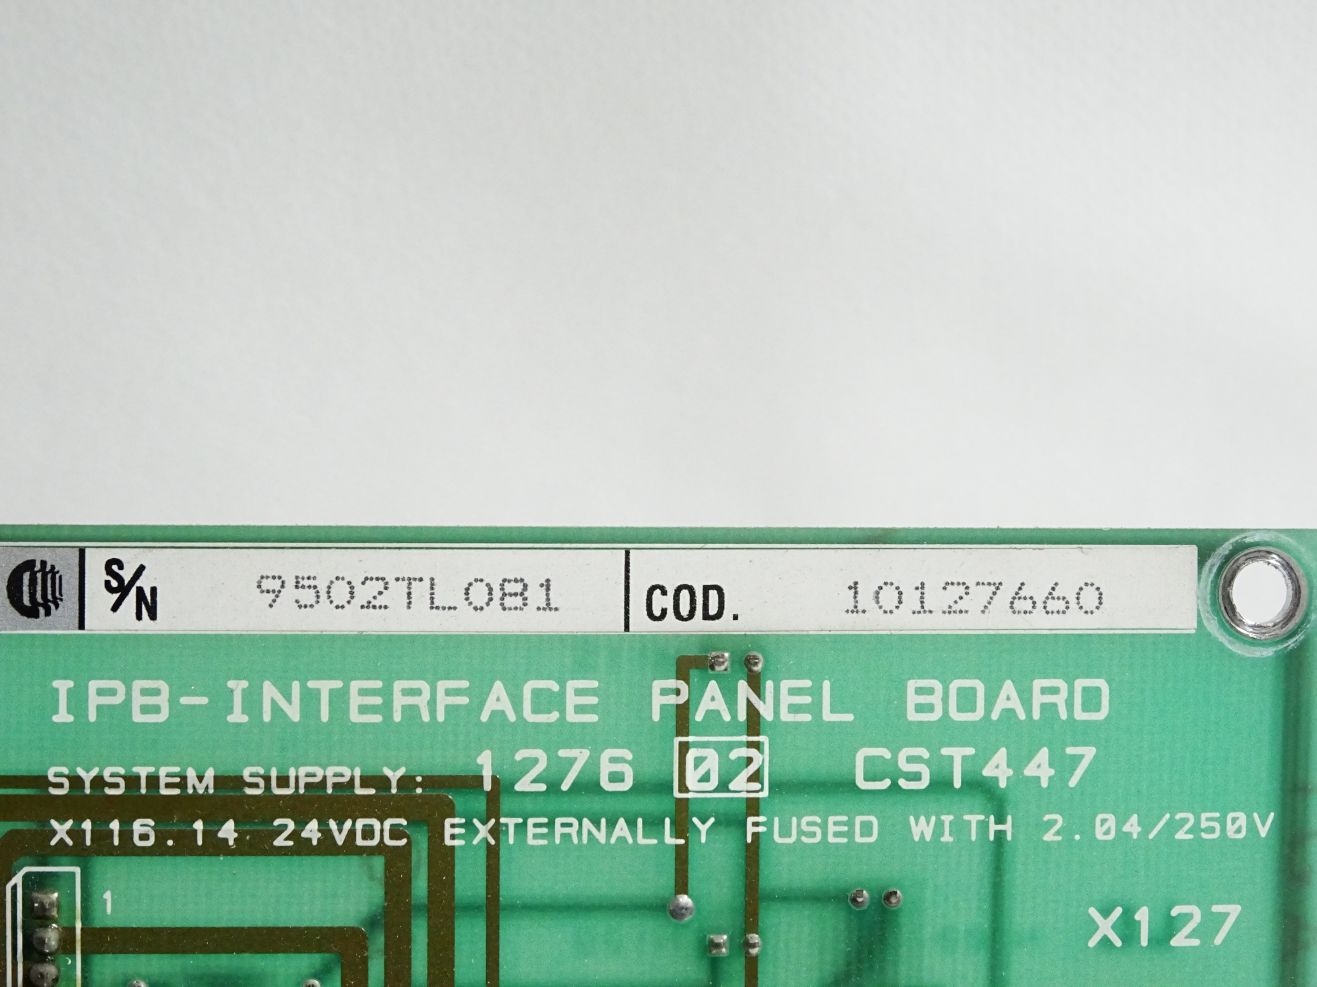 S/N 9502TL081 COD. 10127660
IPB-INTERFACE PANEL BOARD
SYSTEM SUPPLY: 1276 02 CST447
X116.14 24VDC EXTERNALLY FUSED WITH 2.0A/250V
1
X127